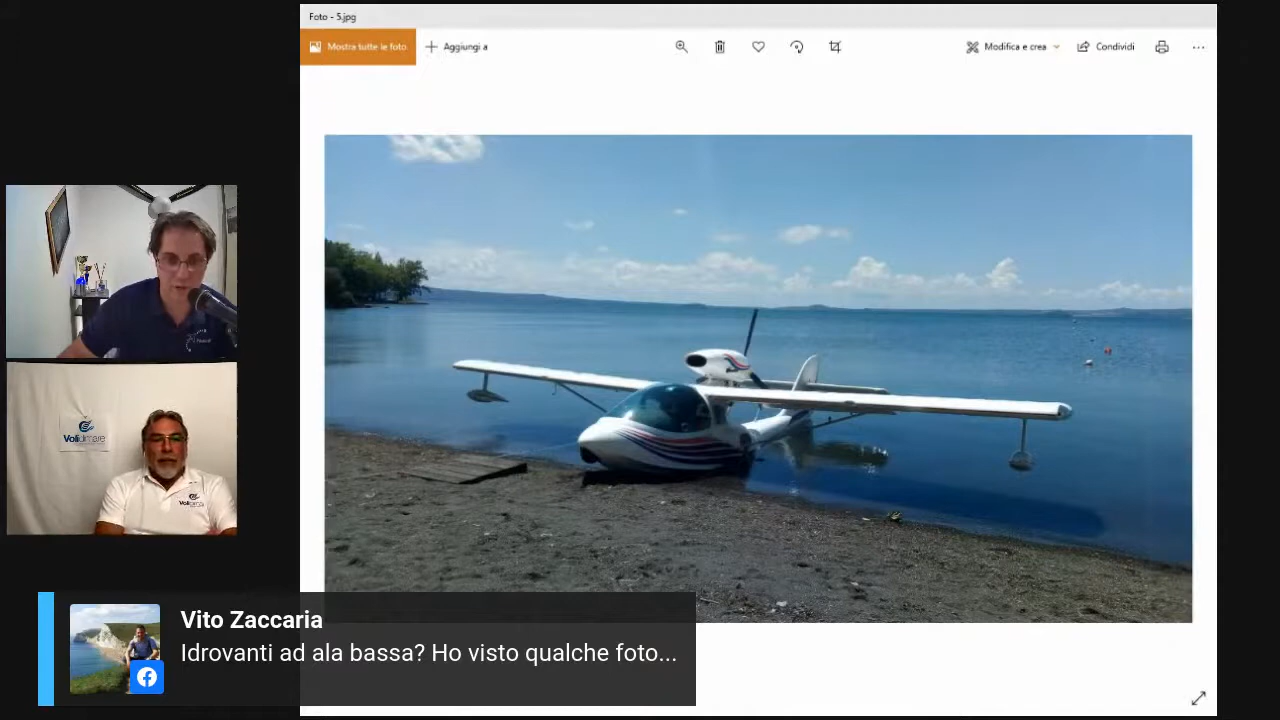 Foto - 5.jpg
Mostra tutte le foto
Aggiungi a
Modifica e crea
Condividi
Volidimare
Vito Zaccaria
Idrovanti ad ala bassa? Ho visto qualche foto...